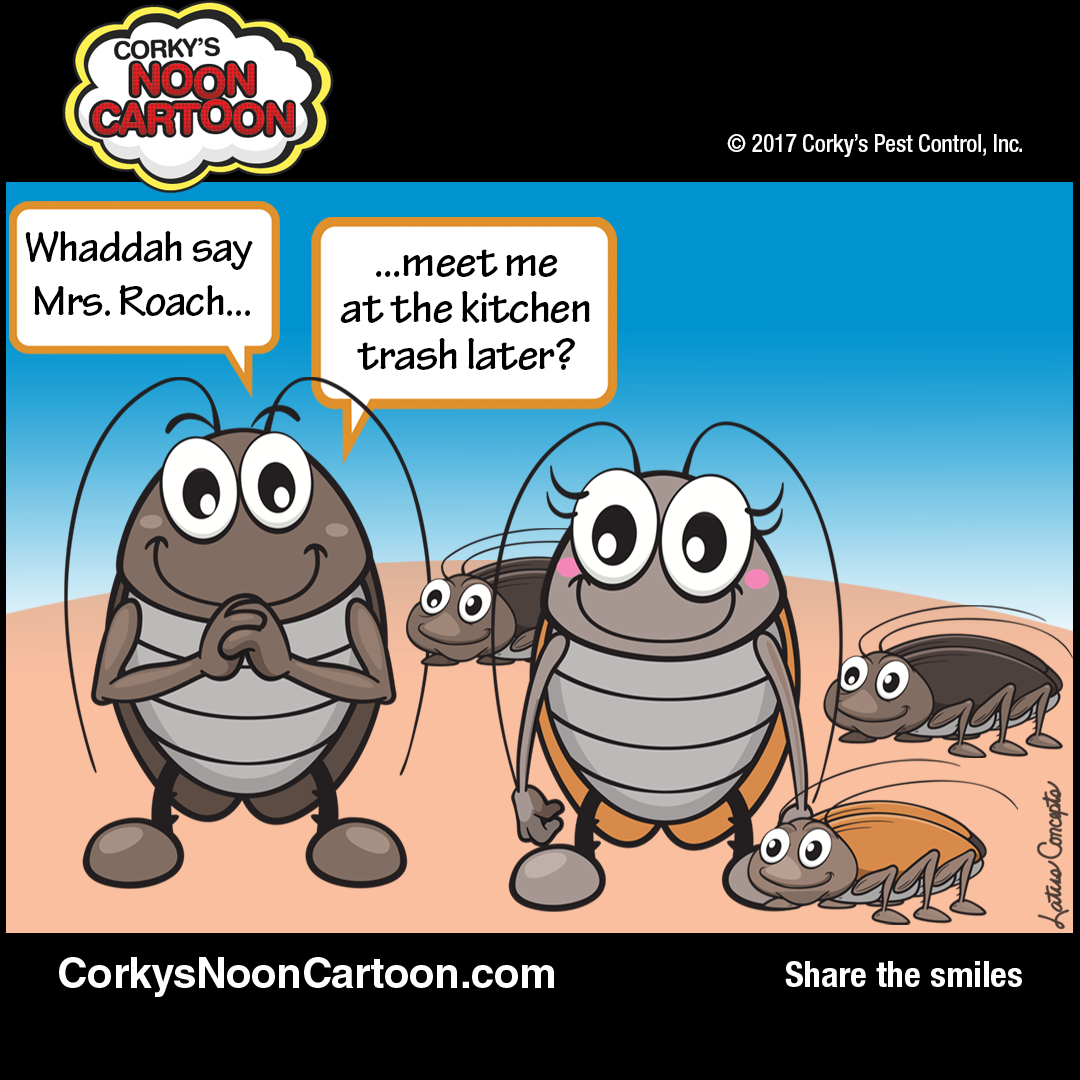 CORKY'S
NOON
CARTOON
© 2017 Corky's Pest Control, Inc.
Whaddah say
Mrs. Roach...
...meet me
at the kitchen
trash later?
Latus Concepts
CorkysNoonCartoon.com
Share the smiles